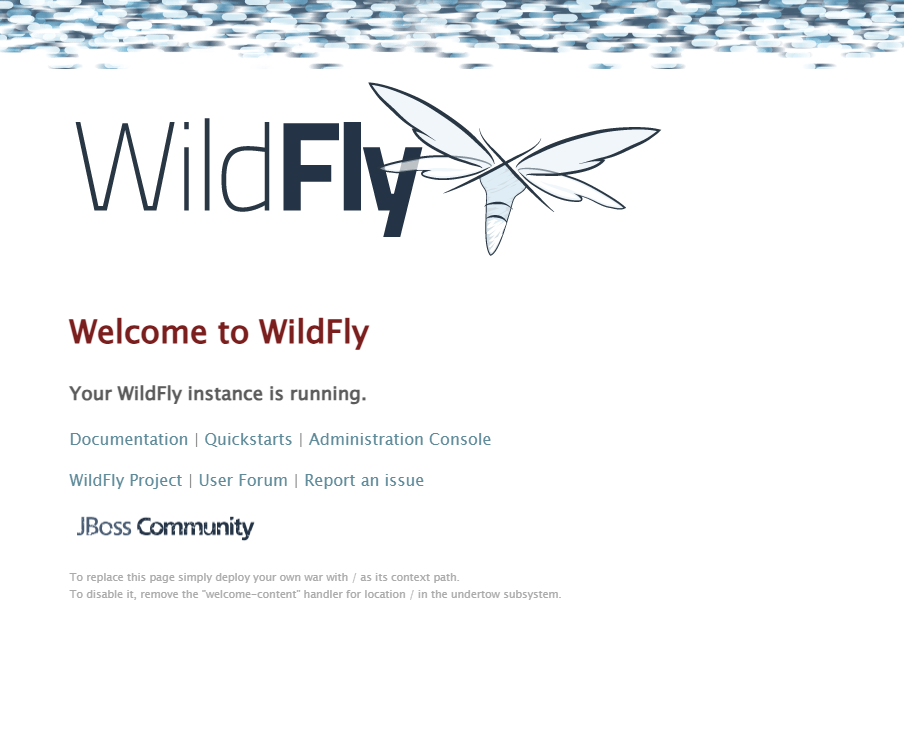 WildFly
Welcome to WildFly
Your WildFly instance is running.
Documentation | Quickstarts | Administration Console
WildFly Project | User Forum | Report an issue
JBoss Community
To replace this page simply deploy your own war with / as its context path.
To disable it, remove the "welcome-content" handler for location / in the undertow subsystem.